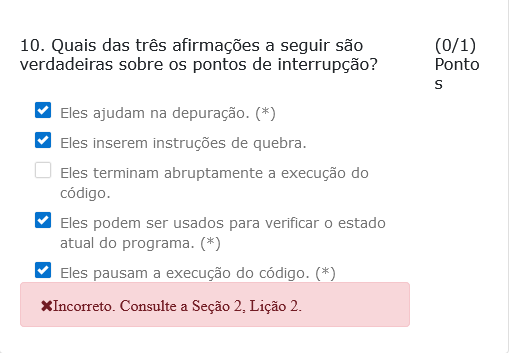 10. Quais das três afirmações a seguir são
verdadeiras sobre os pontos de interrupção?
(0/1)
Ponto
s
Eles ajudam na depuração. (*)
Eles inserem instruções de quebra.
Eles terminam abruptamente a execução do
código.
Eles podem ser usados para verificar o estado
atual do programa. (*)
Eles pausam a execução do código. (*)
✖Incorreto. Consulte a Seção 2, Lição 2.